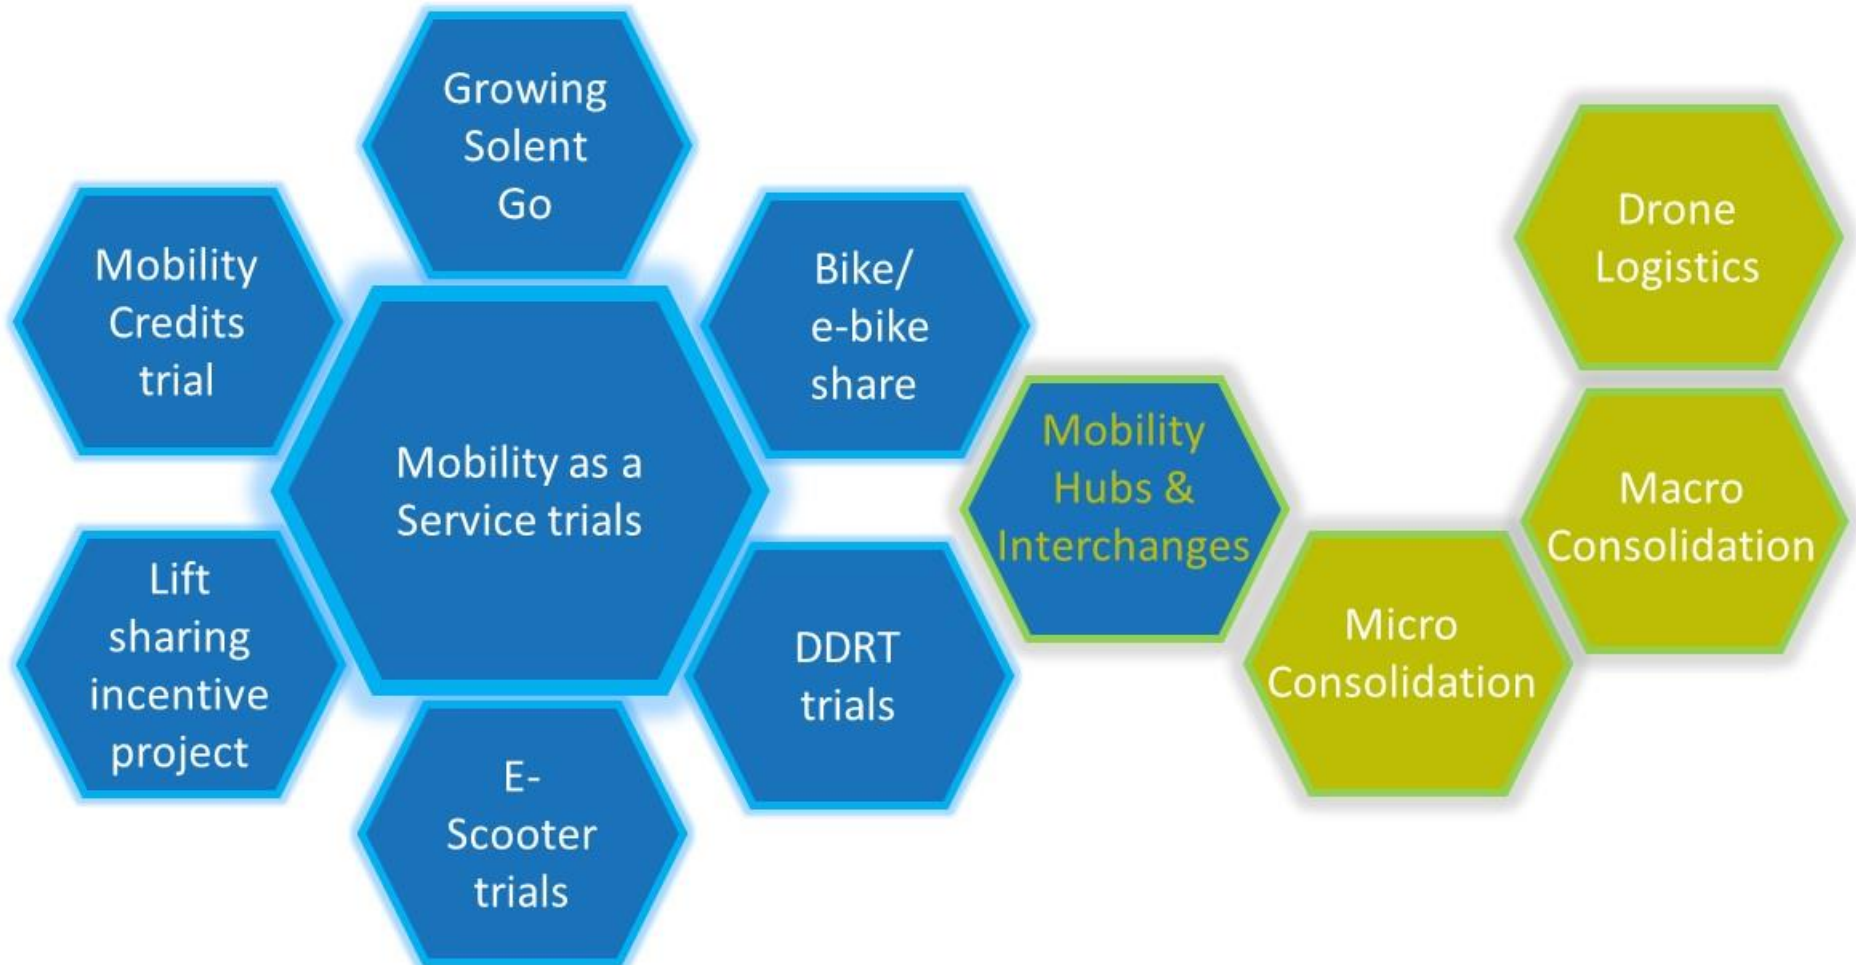 Growing
Solent
Go
Mobility
Credits
trial
Bike/
e-bike
share
Mobility as a
Service trials
Lift
sharing
incentive
project
E-
Scooter
trials
DDRT
trials
Mobility
Hubs &
Interchanges
Micro
Consolidation
Macro
Consolidation
Drone
Logistics